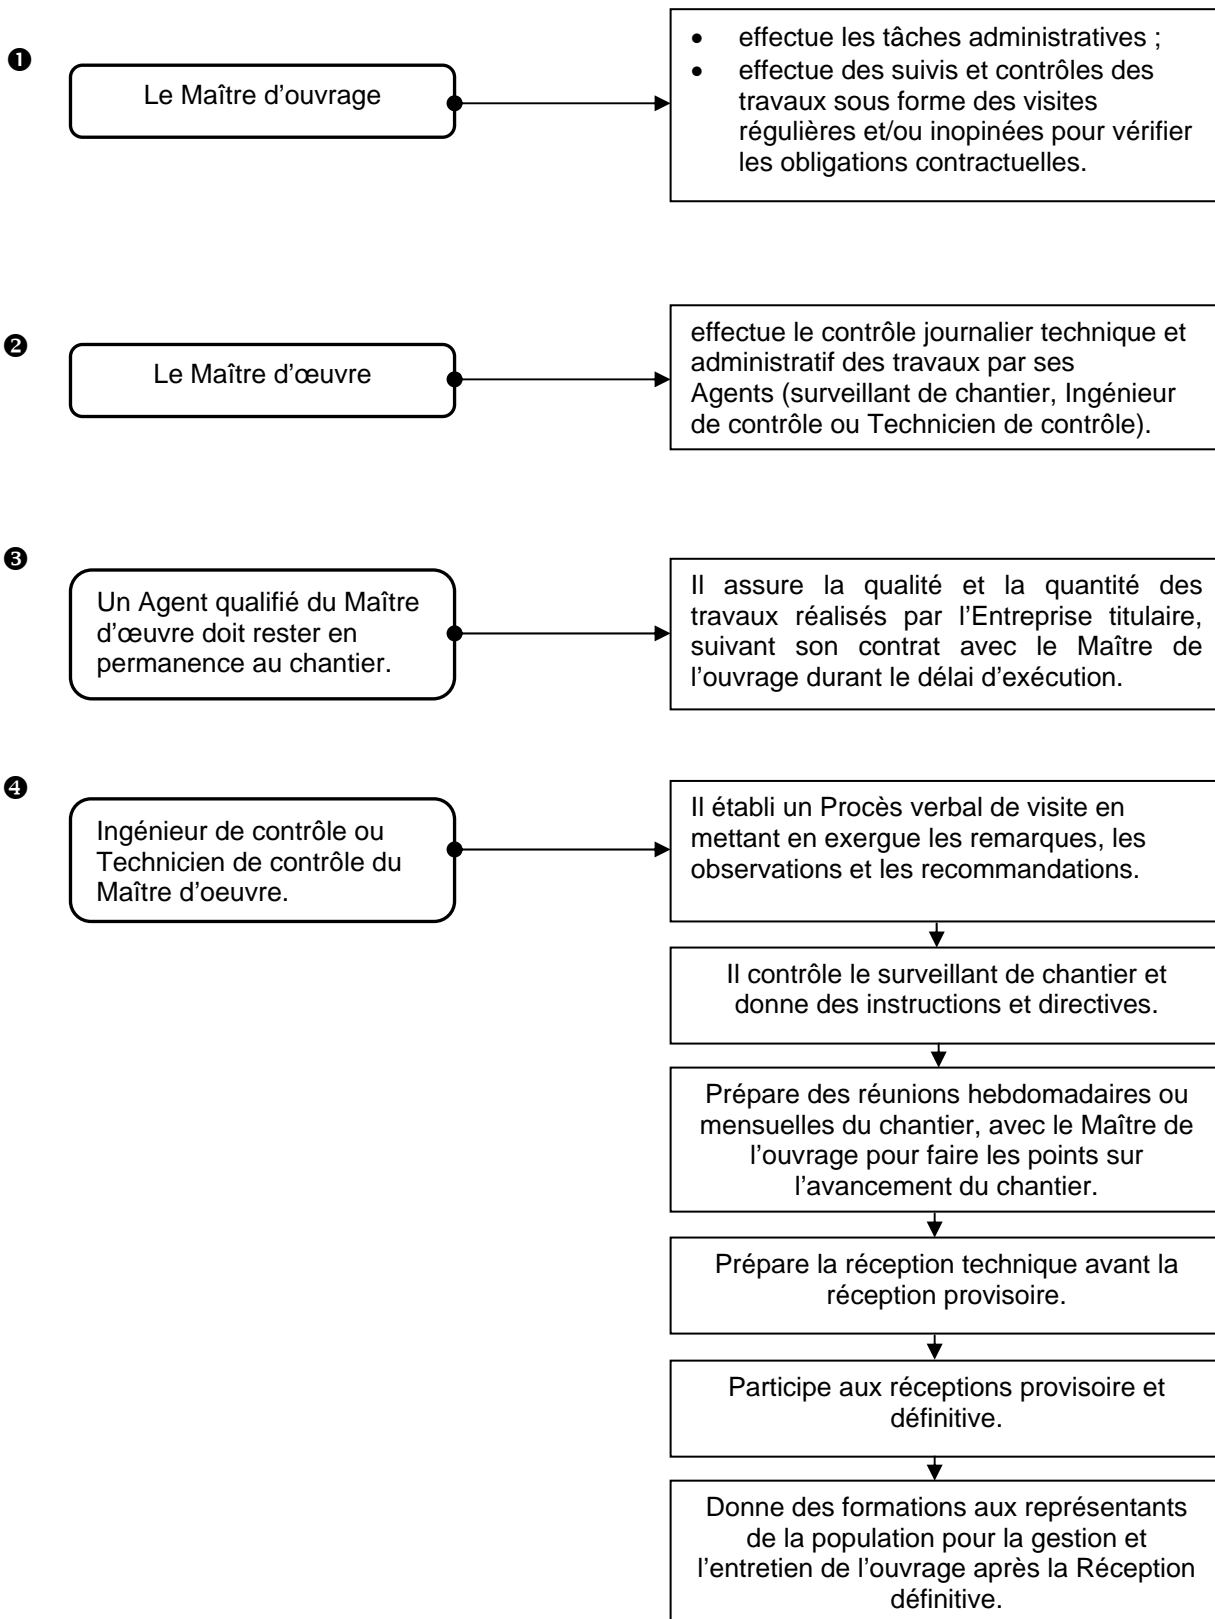 ❶
Le Maître d'ouvrage
• effectue les tâches administratives ;
• effectue des suivis et contrôles des
travaux sous forme des visites
régulières et/ou inopinées pour vérifier
les obligations contractuelles.
❷
Le Maître d'œuvre
effectue le contrôle journalier technique et
administratif des travaux par ses
Agents (surveillant de chantier, Ingénieur
de contrôle ou Technicien de contrôle).
❸
Un Agent qualifié du Maître
d'œuvre doit rester en
permanence au chantier.
Il assure la qualité et la quantité des
travaux réalisés par l'Entreprise titulaire,
suivant son contrat avec le Maître de
l'ouvrage durant le délai d'exécution.
❹
Ingénieur de contrôle ou
Technicien de contrôle du
Maître d'oeuvre.
Il établi un Procès verbal de visite en
mettant en exergue les remarques, les
observations et les recommandations.
Il contrôle le surveillant de chantier et
donne des instructions et directives.
Prépare des réunions hebdomadaires ou
mensuelles du chantier, avec le Maître de
l'ouvrage pour faire les points sur
l'avancement du chantier.
Prépare la réception technique avant la
réception provisoire.
Participe aux réceptions provisoire et
définitive.
Donne des formations aux représentants
de la population pour la gestion et
l'entretien de l'ouvrage après la Réception
définitive.